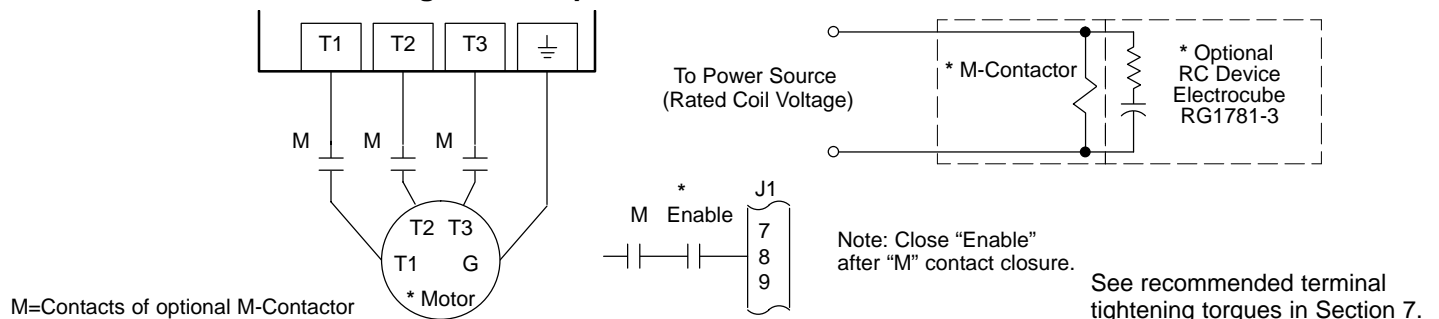 T1 T2 T3
To Power Source
(Rated Coil Voltage)
* M-Contactor
* Optional
RC Device
Electrocube
RG1781-3
M M M
T2 T3
T1 G
* Motor
M=Contacts of optional M-Contactor
*
M Enable
J1
7
8
9
Note: Close “Enable”
after “M” contact closure.
See recommended terminal
tightening torques in Section 7.